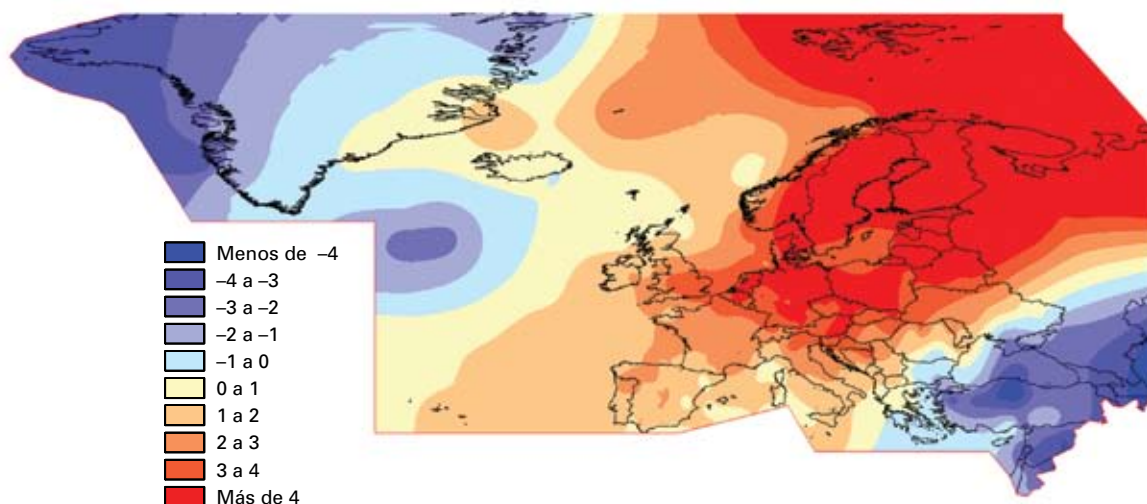 Menos de –4
–4 a –3
–3 a –2
–2 a –1
–1 a 0
0 a 1
1 a 2
2 a 3
3 a 4
Más de 4